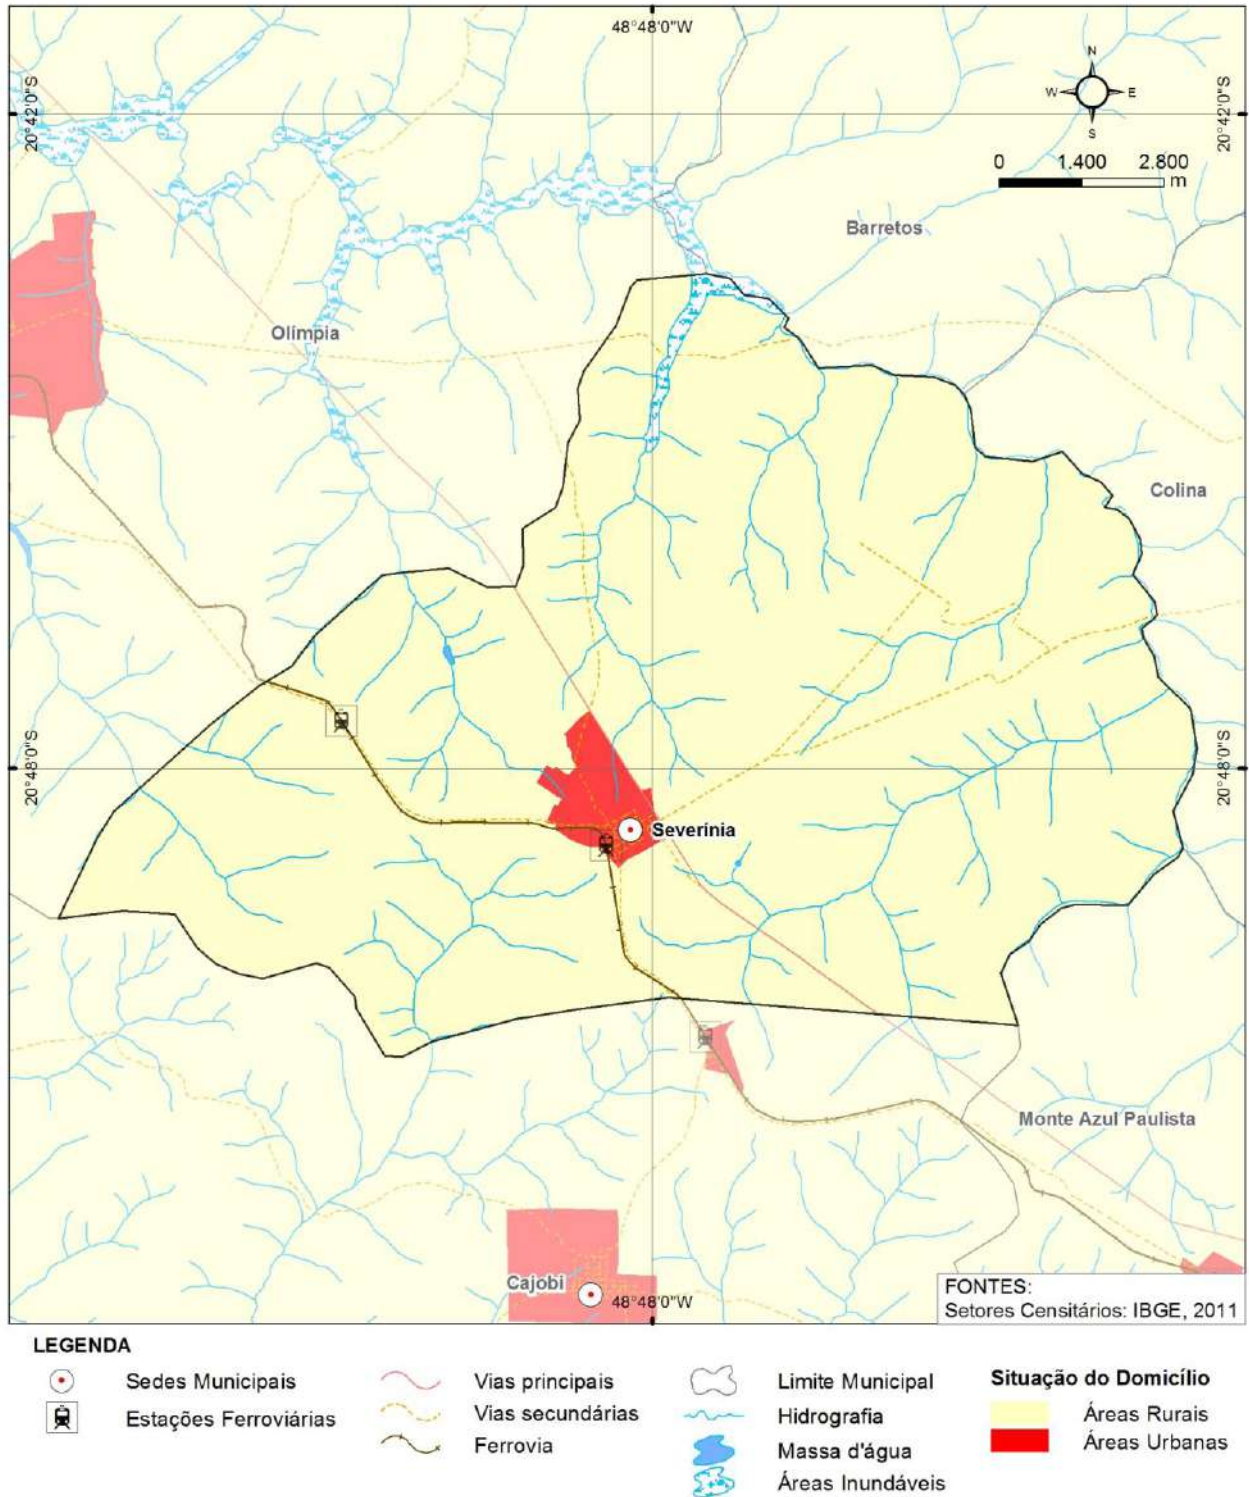 48°48'0"W
N
W E
S
20°42'0"S
20°42'0"S
0 1.400 2.800
m
Barretos
Olímpia
Colina
20°48'0"S
20°48'0"S
Severínia
Monte Azul Paulista
Cajobi
48°48'0"W
FONTES:
Setores Censitários: IBGE, 2011
LEGENDA
Sedes Municipais
Estações Ferroviárias
Vias principais
Vias secundárias
Ferrovia
Limite Municipal
Hidrografia
Massa d'água
Áreas Inundáveis
Situação do Domicílio
Áreas Rurais
Áreas Urbanas